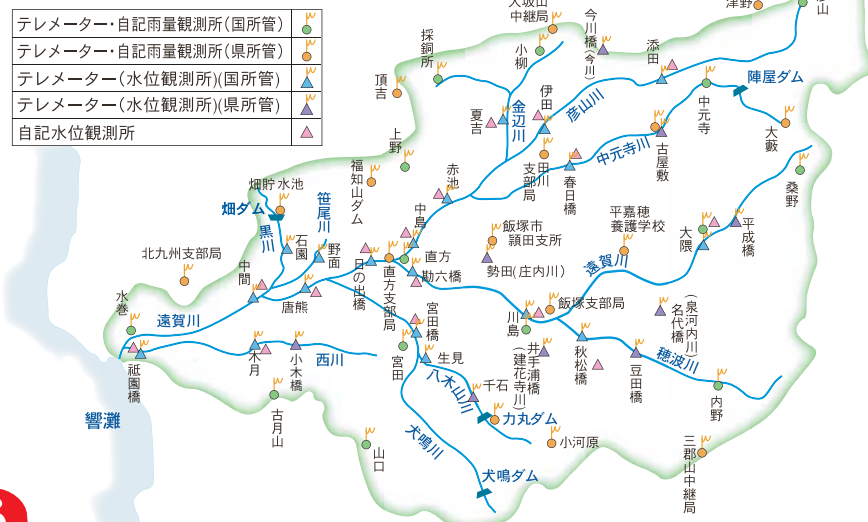 テレメーター・自記雨量観測所(国所管)
テレメーター・自記雨量観測所(県所管)
テレメーター(水位観測所)(国所管)
テレメーター(水位観測所)(県所管)
自記水位観測所
中継局
今川橋(今川)
津野
採銅所
小柳
添田
陣屋ダム
頂吉
夏吉
金辺川
伊田
彦山川
中元寺
大藪
上野
中元寺川
古屋敷
福知山ダム
赤池
田川支部局
春日橋
桑野
畑貯水池
畑ダム
笹尾川
中島
飯塚市
頴田支所
平嘉穂
養護学校
大隈
平成橋
黒川
石園
野面
北九州支部局
中間
日の出橋
直方支部局
直方
勘六橋
勢田(庄内川)
遠賀川
水巻
遠賀川
唐熊
宮田橋
川島
飯塚支部局
名代橋
(泉河内川)
祗園橋
木月
小木橋
西川
宮田
生見
井手浦橋
(建花寺川)
秋松橋
豆田橋
穂波川
八木山川
千石
内野
響灘
古月山
力丸ダム
小河原
犬鳴川
山口
犬鳴ダム
三郡山中継局